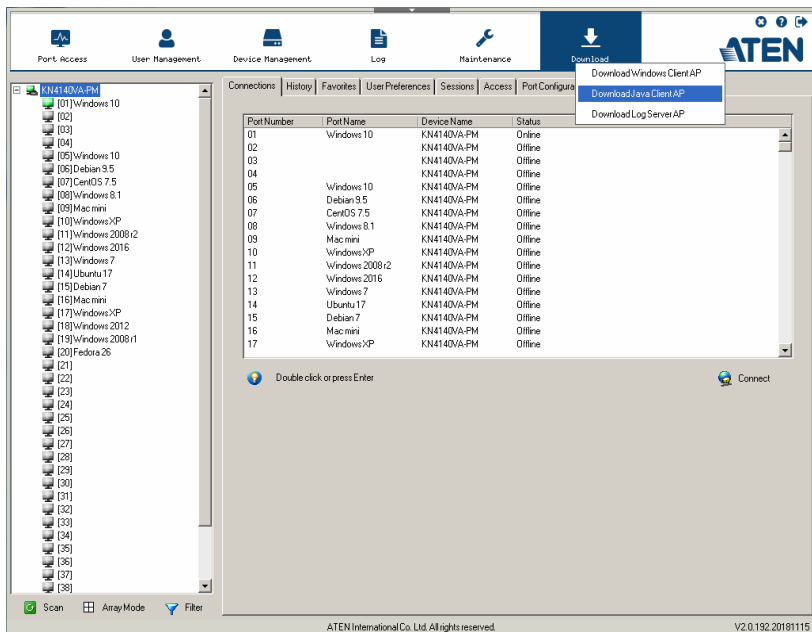 Port Access User Management Device Management Log Maintenance Download ATEN
Download Windows Client AP
Download Java Client AP
Download Log Server AP
KN4140VA-PM
[01]Windows 10
[02]
[03]
[04]
[05]Windows 10
[06]Debian 9.5
[07]CentOS 7.5
[08]Windows 8.1
[09]Mac mini
[10]Windows XP
[11]Windows 2008 r2
[12]Windows 2016
[13]Windows 7
[14]Ubuntu 17
[15]Debian 7
[16]Mac mini
[17]Windows XP
[18]Windows 2012
[19]Windows 2008 r1
[20]Fedora 26
[21]
[22]
[23]
[24]
[25]
[26]
[27]
[28]
[29]
[30]
[31]
[32]
[33]
[34]
[35]
[36]
[37]
[38]
Scan Array Mode Filter
Connections History Favorites User Preferences Sessions Access Port Configura
Port Number Port Name Device Name Status
01 Windows 10 KN4140VA-PM Online
02 KN4140VA-PM Offline
03 KN4140VA-PM Offline
04 KN4140VA-PM Offline
05 Windows 10 KN4140VA-PM Offline
06 Debian 9.5 KN4140VA-PM Offline
07 CentOS 7.5 KN4140VA-PM Offline
08 Windows 8.1 KN4140VA-PM Offline
09 Mac mini KN4140VA-PM Offline
10 Windows XP KN4140VA-PM Offline
11 Windows 2008 r2 KN4140VA-PM Offline
12 Windows 2016 KN4140VA-PM Offline
13 Windows 7 KN4140VA-PM Offline
14 Ubuntu 17 KN4140VA-PM Offline
15 Debian 7 KN4140VA-PM Offline
16 Mac mini KN4140VA-PM Offline
17 Windows XP KN4140VA-PM Offline
Double click or press Enter Connect
ATEN International Co. Ltd. All rights reserved. V2.0.192.20181115